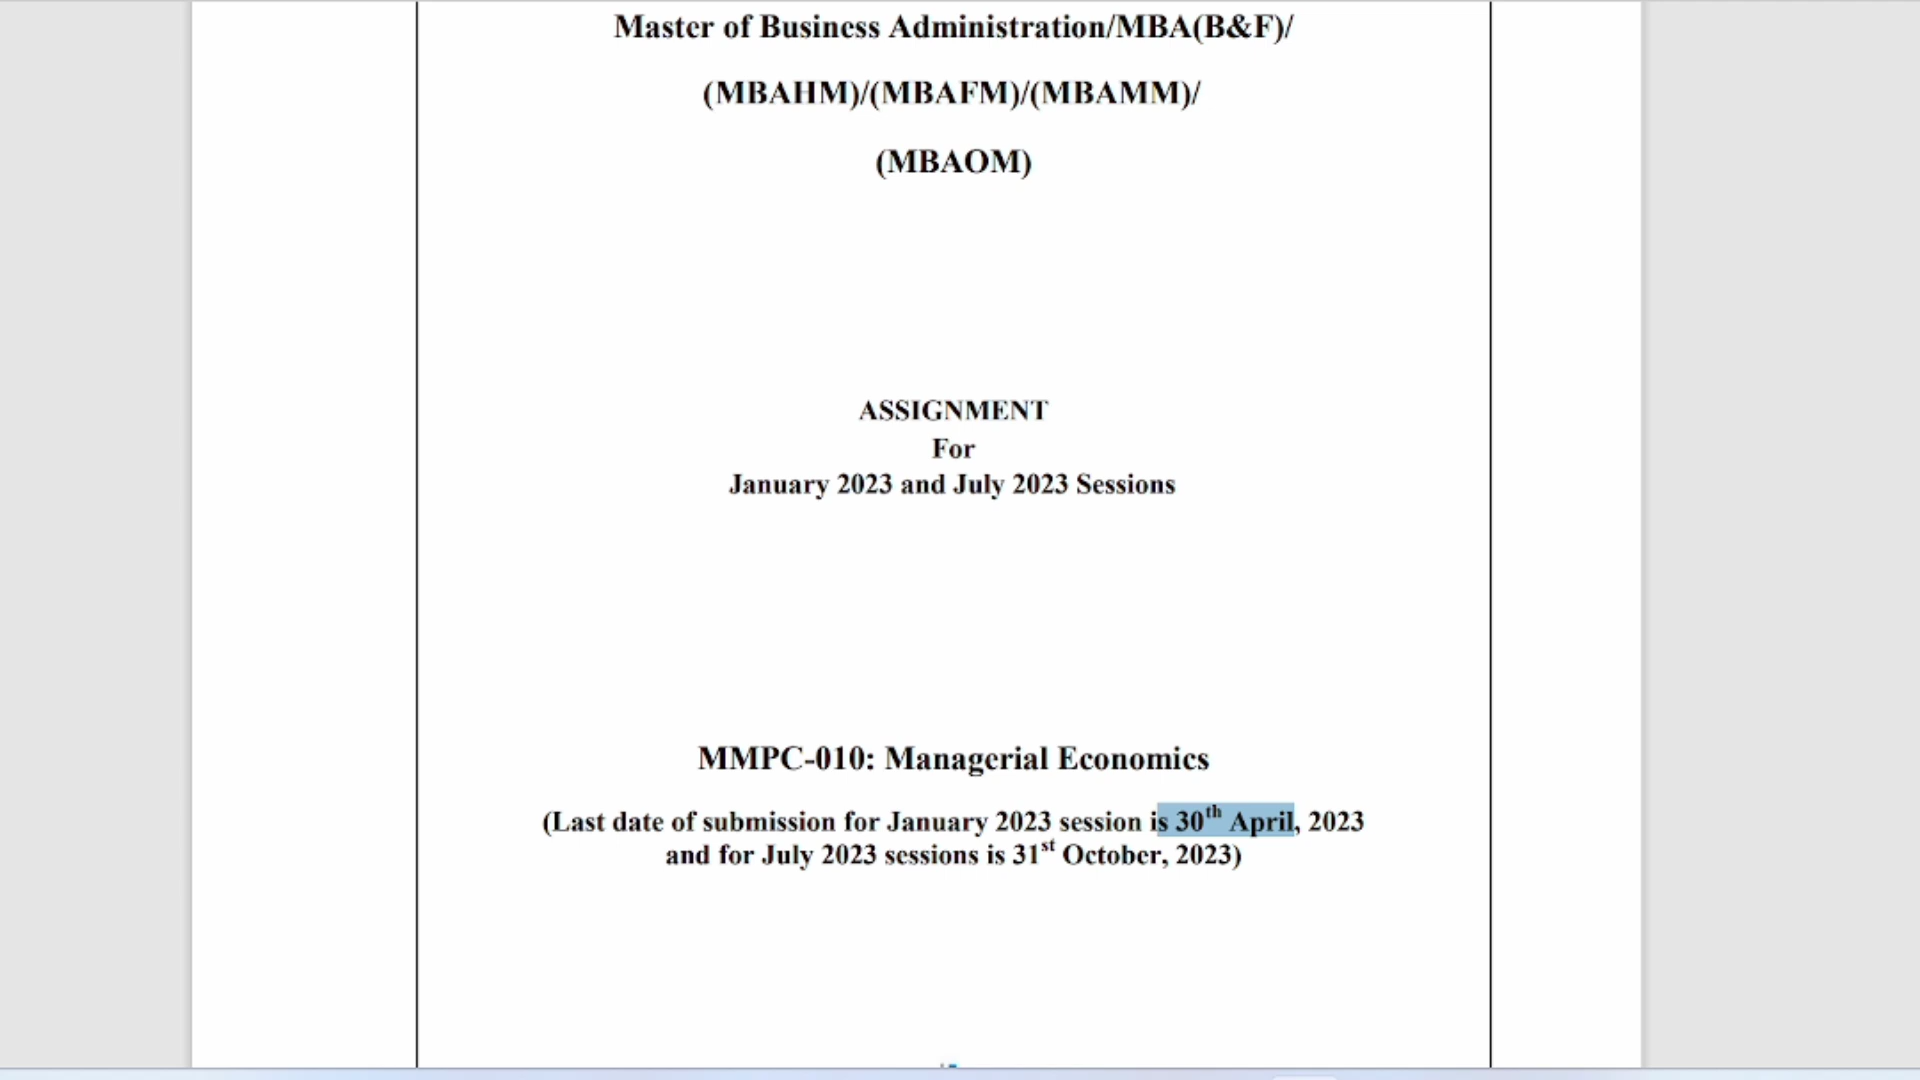 Master of Business Administration/MBA(B&F)/
(MBAHM)/(MBAFM)/(MBAMM)/
(MBAOM)
ASSIGNMENT
For
January 2023 and July 2023 Sessions
MMPC-010: Managerial Economics
(Last date of submission for January 2023 session is 30th April, 2023
and for July 2023 sessions is 31st October, 2023)